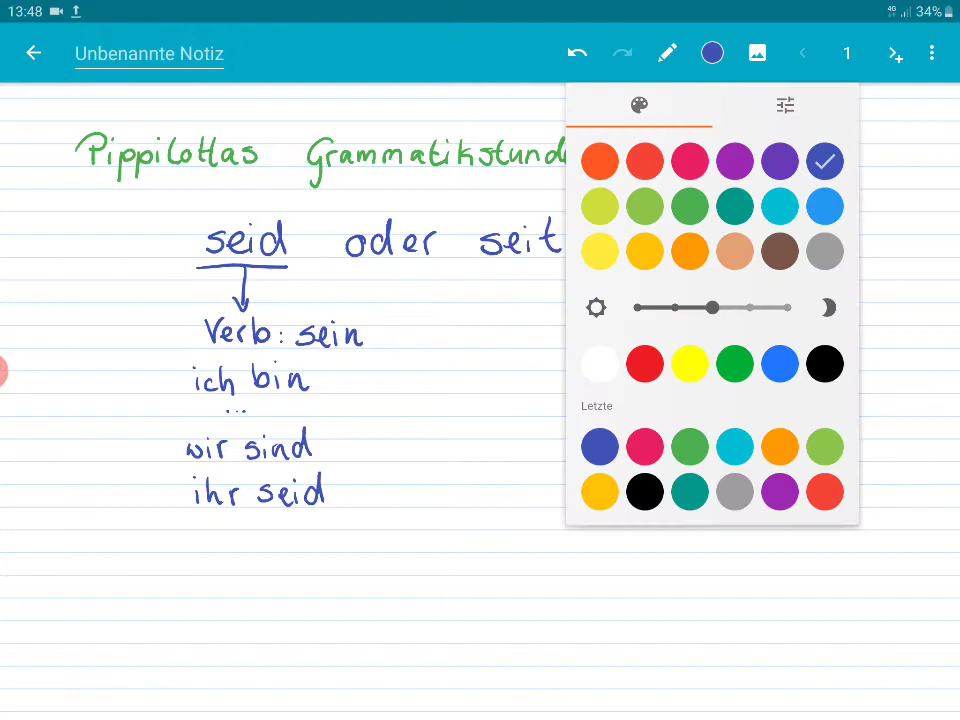 13:48 4G 34%
Unbenannte Notiz 1
Pippilottas Grammatikstund
seid oder seit
Verb: sein
ich bin
...
wir sind
ihr seid
Letzte